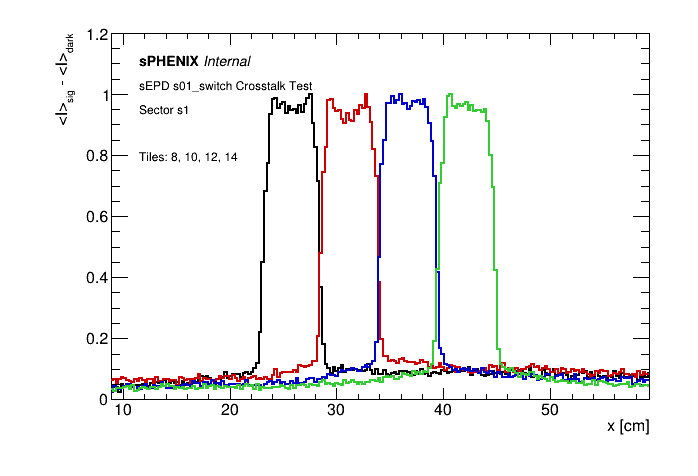 1.2
1
0.8
0.6
0.4
0.2
0
<I>sig - <I>dark
sPHENIX Internal
sEPD s01_switch Crosstalk Test
Sector s1
Tiles: 8, 10, 12, 14
10 20 30 40 50
x [cm]